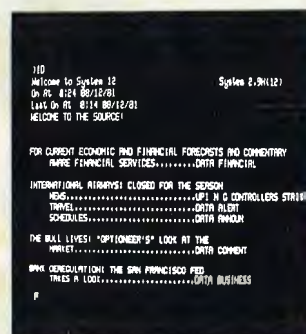 )ID
Welcome to System 12 System 2.9H(12)
On At 8:24 08/12/81
Last On At 8:14 08/12/81
WELCOME TO THE SOURCE!
FOR CURRENT ECONOMIC AND FINANCIAL FORECASTS AND COMMENTARY
AWARE FINANCIAL SERVICES.........DATA FINANCIAL
INTERNATIONAL AIRWAYS: CLOSED FOR THE SEASON
NEWS.............................UPI N G CONTROLLERS
TRAVEL...........................DATA ALERT
SCHEDULES........................DATA ANNOUN
THE BULL LIVES! "OPTIONEER'S" LOOK AT THE
MARKET...........................DATA COMMENT
BANK DEREGULATION: THE SAN FRANCISCO FED
TAKES A LOOK.....................DATA BUSINESS